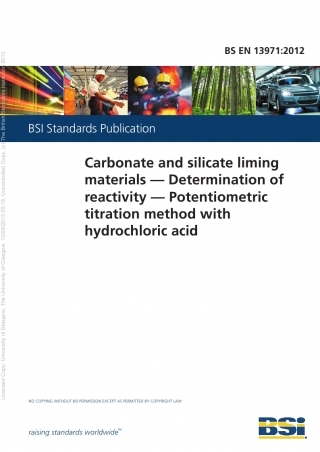 BS EN 13971:2012
BSI Standards Publication
Carbonate and silicate liming
materials — Determination of
reactivity — Potentiometric
titration method with
hydrochloric acid
NO COPYING WITHOUT BSI PERMISSION EXCEPT AS PERMITTED BY COPYRIGHT LAW
raising standards worldwide™
BSi